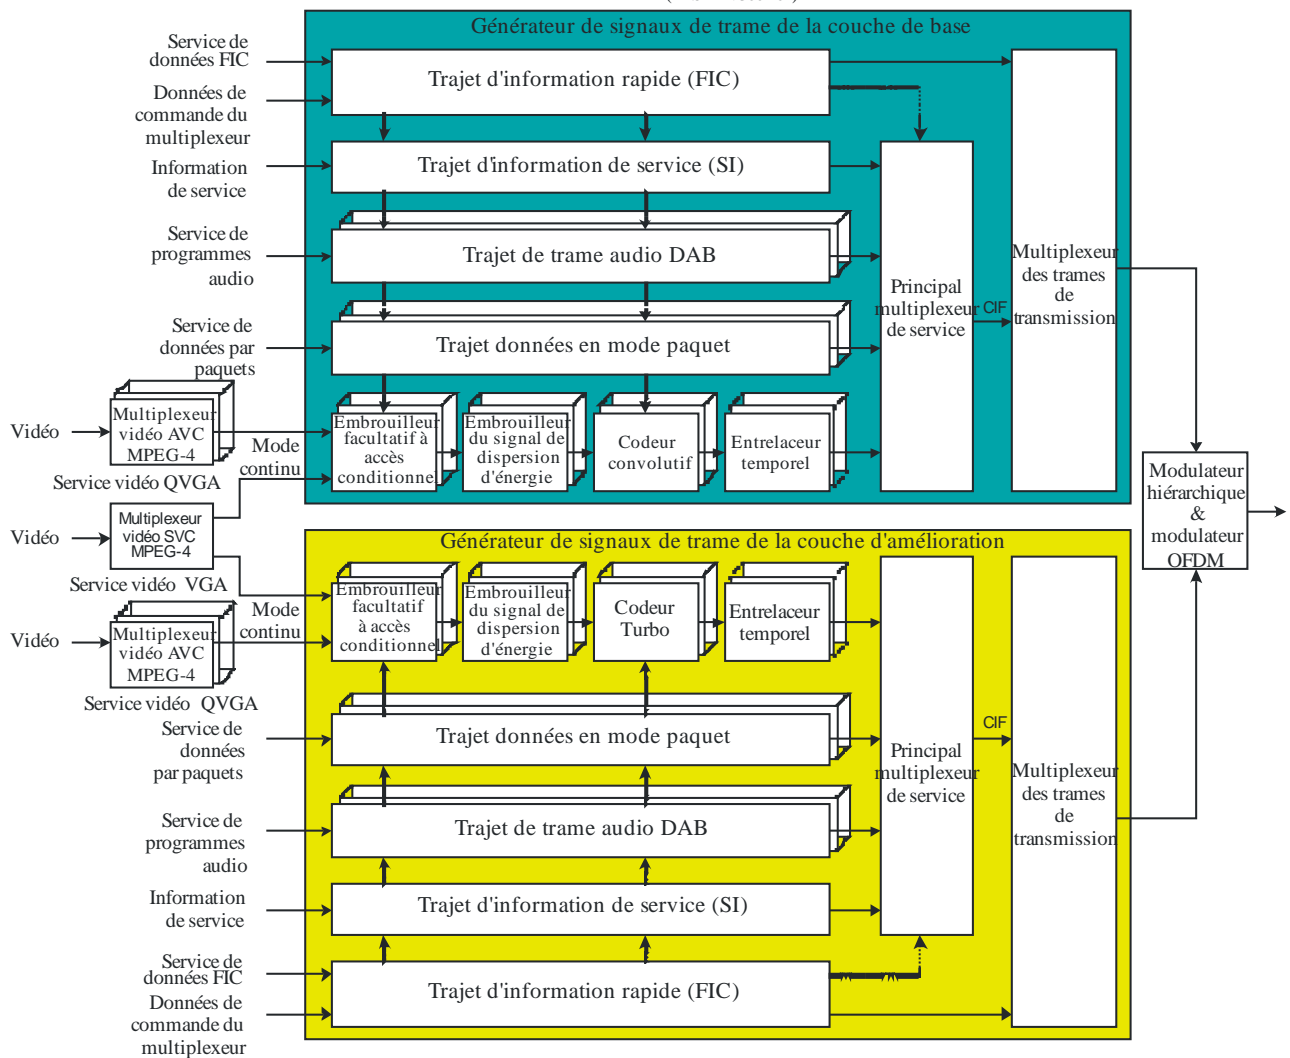 Générateur de signaux de trame de la couche de base
Service de
données FIC
Trajet d'information rapide (FIC)
Données de
commande du
multiplexeur
Information
de service
Trajet d'information de service (SI)
Service de
programmes
audio
Trajet de trame audio DAB
Service de
données par
paquets
Trajet données en mode paquet
Principal
multiplexeur
de service
CIF
Multiplexeur
des trames
de
transmission
Vidéo
Multiplexeur
vidéo AVC
MPEG-4
Service vidéo QVGA
Mode
continu
Embrouilleur
facultatif à
accès
conditionnel
Embrouilleur
du signal de
dispersion
d'énergie
Codeur
convolutif
Entrelaceur
temporel
Vidéo
Multiplexeur
vidéo SVC
MPEG-4
Service vidéo VGA
Modulateur
hiérarchique
&
modulateur
OFDM
Générateur de signaux de trame de la couche d'amélioration
Vidéo
Multiplexeur
vidéo AVC
MPEG-4
Service vidéo QVGA
Mode
continu
Embrouilleur
facultatif
à accès
conditionnel
Embrouilleur
du signal de
dispersion
d'énergie
Codeur
Turbo
Entrelaceur
temporel
Service de
données
par paquets
Trajet données en mode paquet
Principal
multiplexeur
de service
CIF
Multiplexeur
des trames
de
transmission
Service de
programmes
audio
Trajet de trame audio DAB
Information
de service
Trajet d'information de service (SI)
Service de
données FIC
Données de
commande du
multiplexeur
Trajet d'information rapide (FIC)